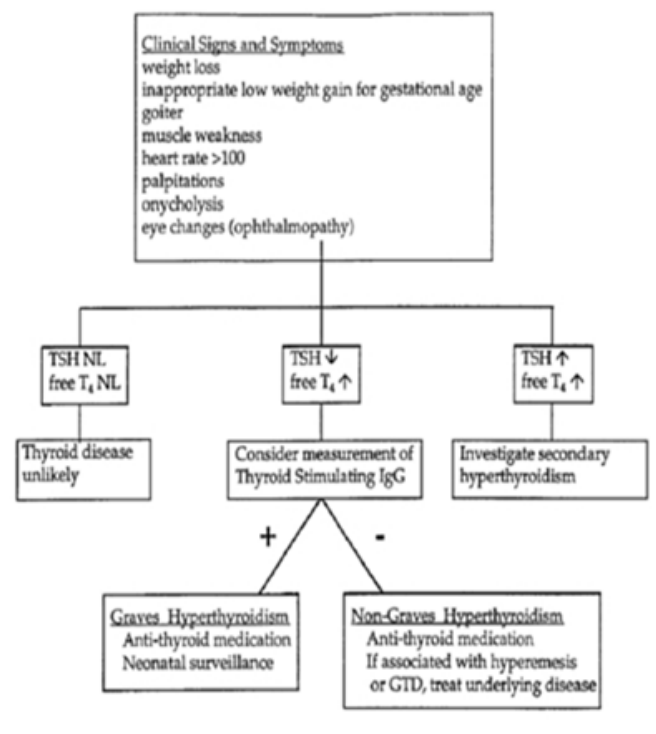 Clinical Signs and Symptoms
weight loss
inappropriate low weight gain for gestational age
goiter
muscle weakness
heart rate >100
palpitations
onycholysis
eye changes (ophthalmopathy)
TSH NL
free T₄ NL
TSH ↓
free T₄ ↑
TSH ↑
free T₄ ↑
Thyroid disease
unlikely
Consider measurement of
Thyroid Stimulating IgG
Investigate secondary
hyperthyroidism
+
-
Graves Hyperthyroidism
Anti-thyroid medication
Neonatal surveillance
Non-Graves Hyperthyroidism
Anti-thyroid medication
If associated with hyperemesis
or GTD, treat underlying disease